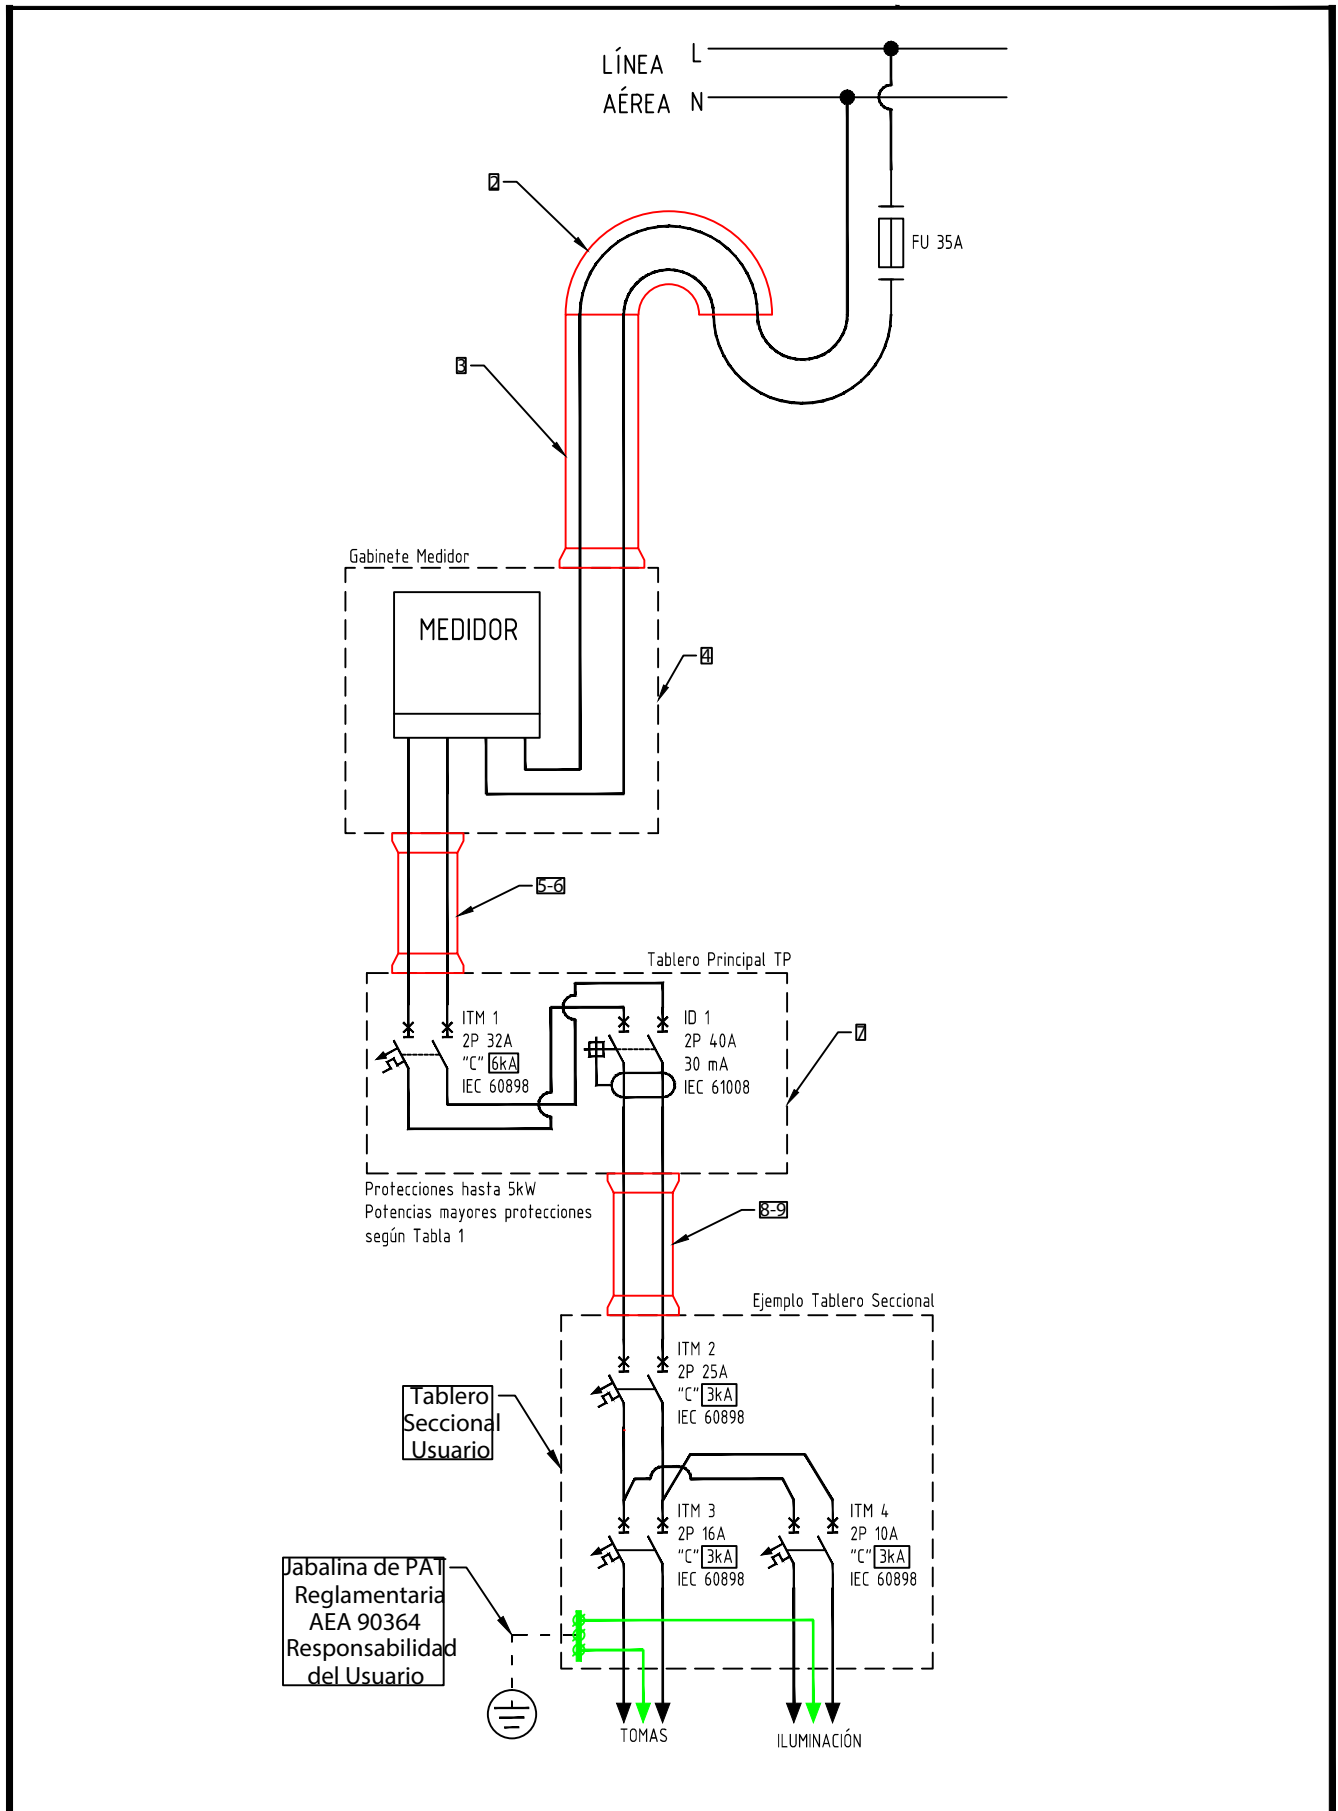 LÍNEA L
AÉREA N
2
FU 35A
3
Gabinete Medidor
MEDIDOR
4
5-6
Tablero Principal TP
ITM 1
2P 32A
"C" 6kA
IEC 60898
ID 1
2P 40A
30 mA
IEC 61008
7
Protecciones hasta 5kW
Potencias mayores protecciones
según Tabla 1
8-9
Ejemplo Tablero Seccional
ITM 2
2P 25A
"C" 3kA
IEC 60898
Tablero
Seccional
Usuario
ITM 3
2P 16A
"C" 3kA
IEC 60898
ITM 4
2P 10A
"C" 3kA
IEC 60898
Jabalina de PAT
Reglamentaria
AEA 90364
Responsabilidad
del Usuario
TOMAS
ILUMINACIÓN